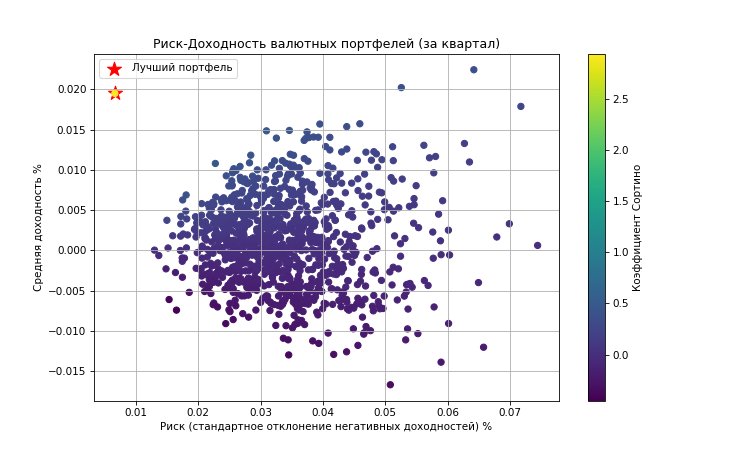 Риск-Доходность валютных портфелей (за квартал)
Лучший портфель
Средняя доходность %
0.020
0.015
0.010
0.005
0.000
−0.005
−0.010
−0.015
0.01 0.02 0.03 0.04 0.05 0.06 0.07
Риск (стандартное отклонение негативных доходностей) %
2.5
2.0
1.5
1.0
0.5
0.0
Коэффициент Сортино